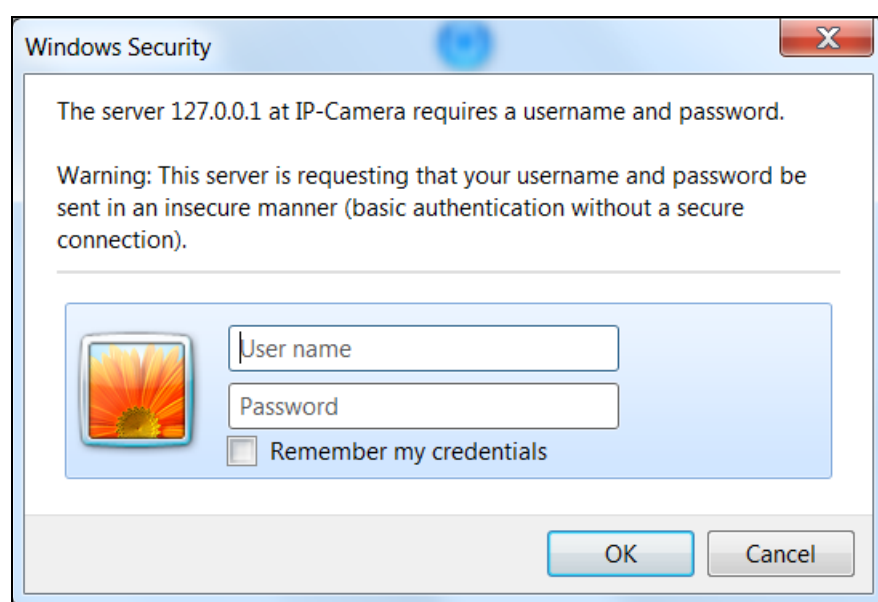 Windows Security
The server 127.0.0.1 at IP-Camera requires a username and password.
Warning: This server is requesting that your username and password be
sent in an insecure manner (basic authentication without a secure
connection).
User name
Password
Remember my credentials
OK
Cancel